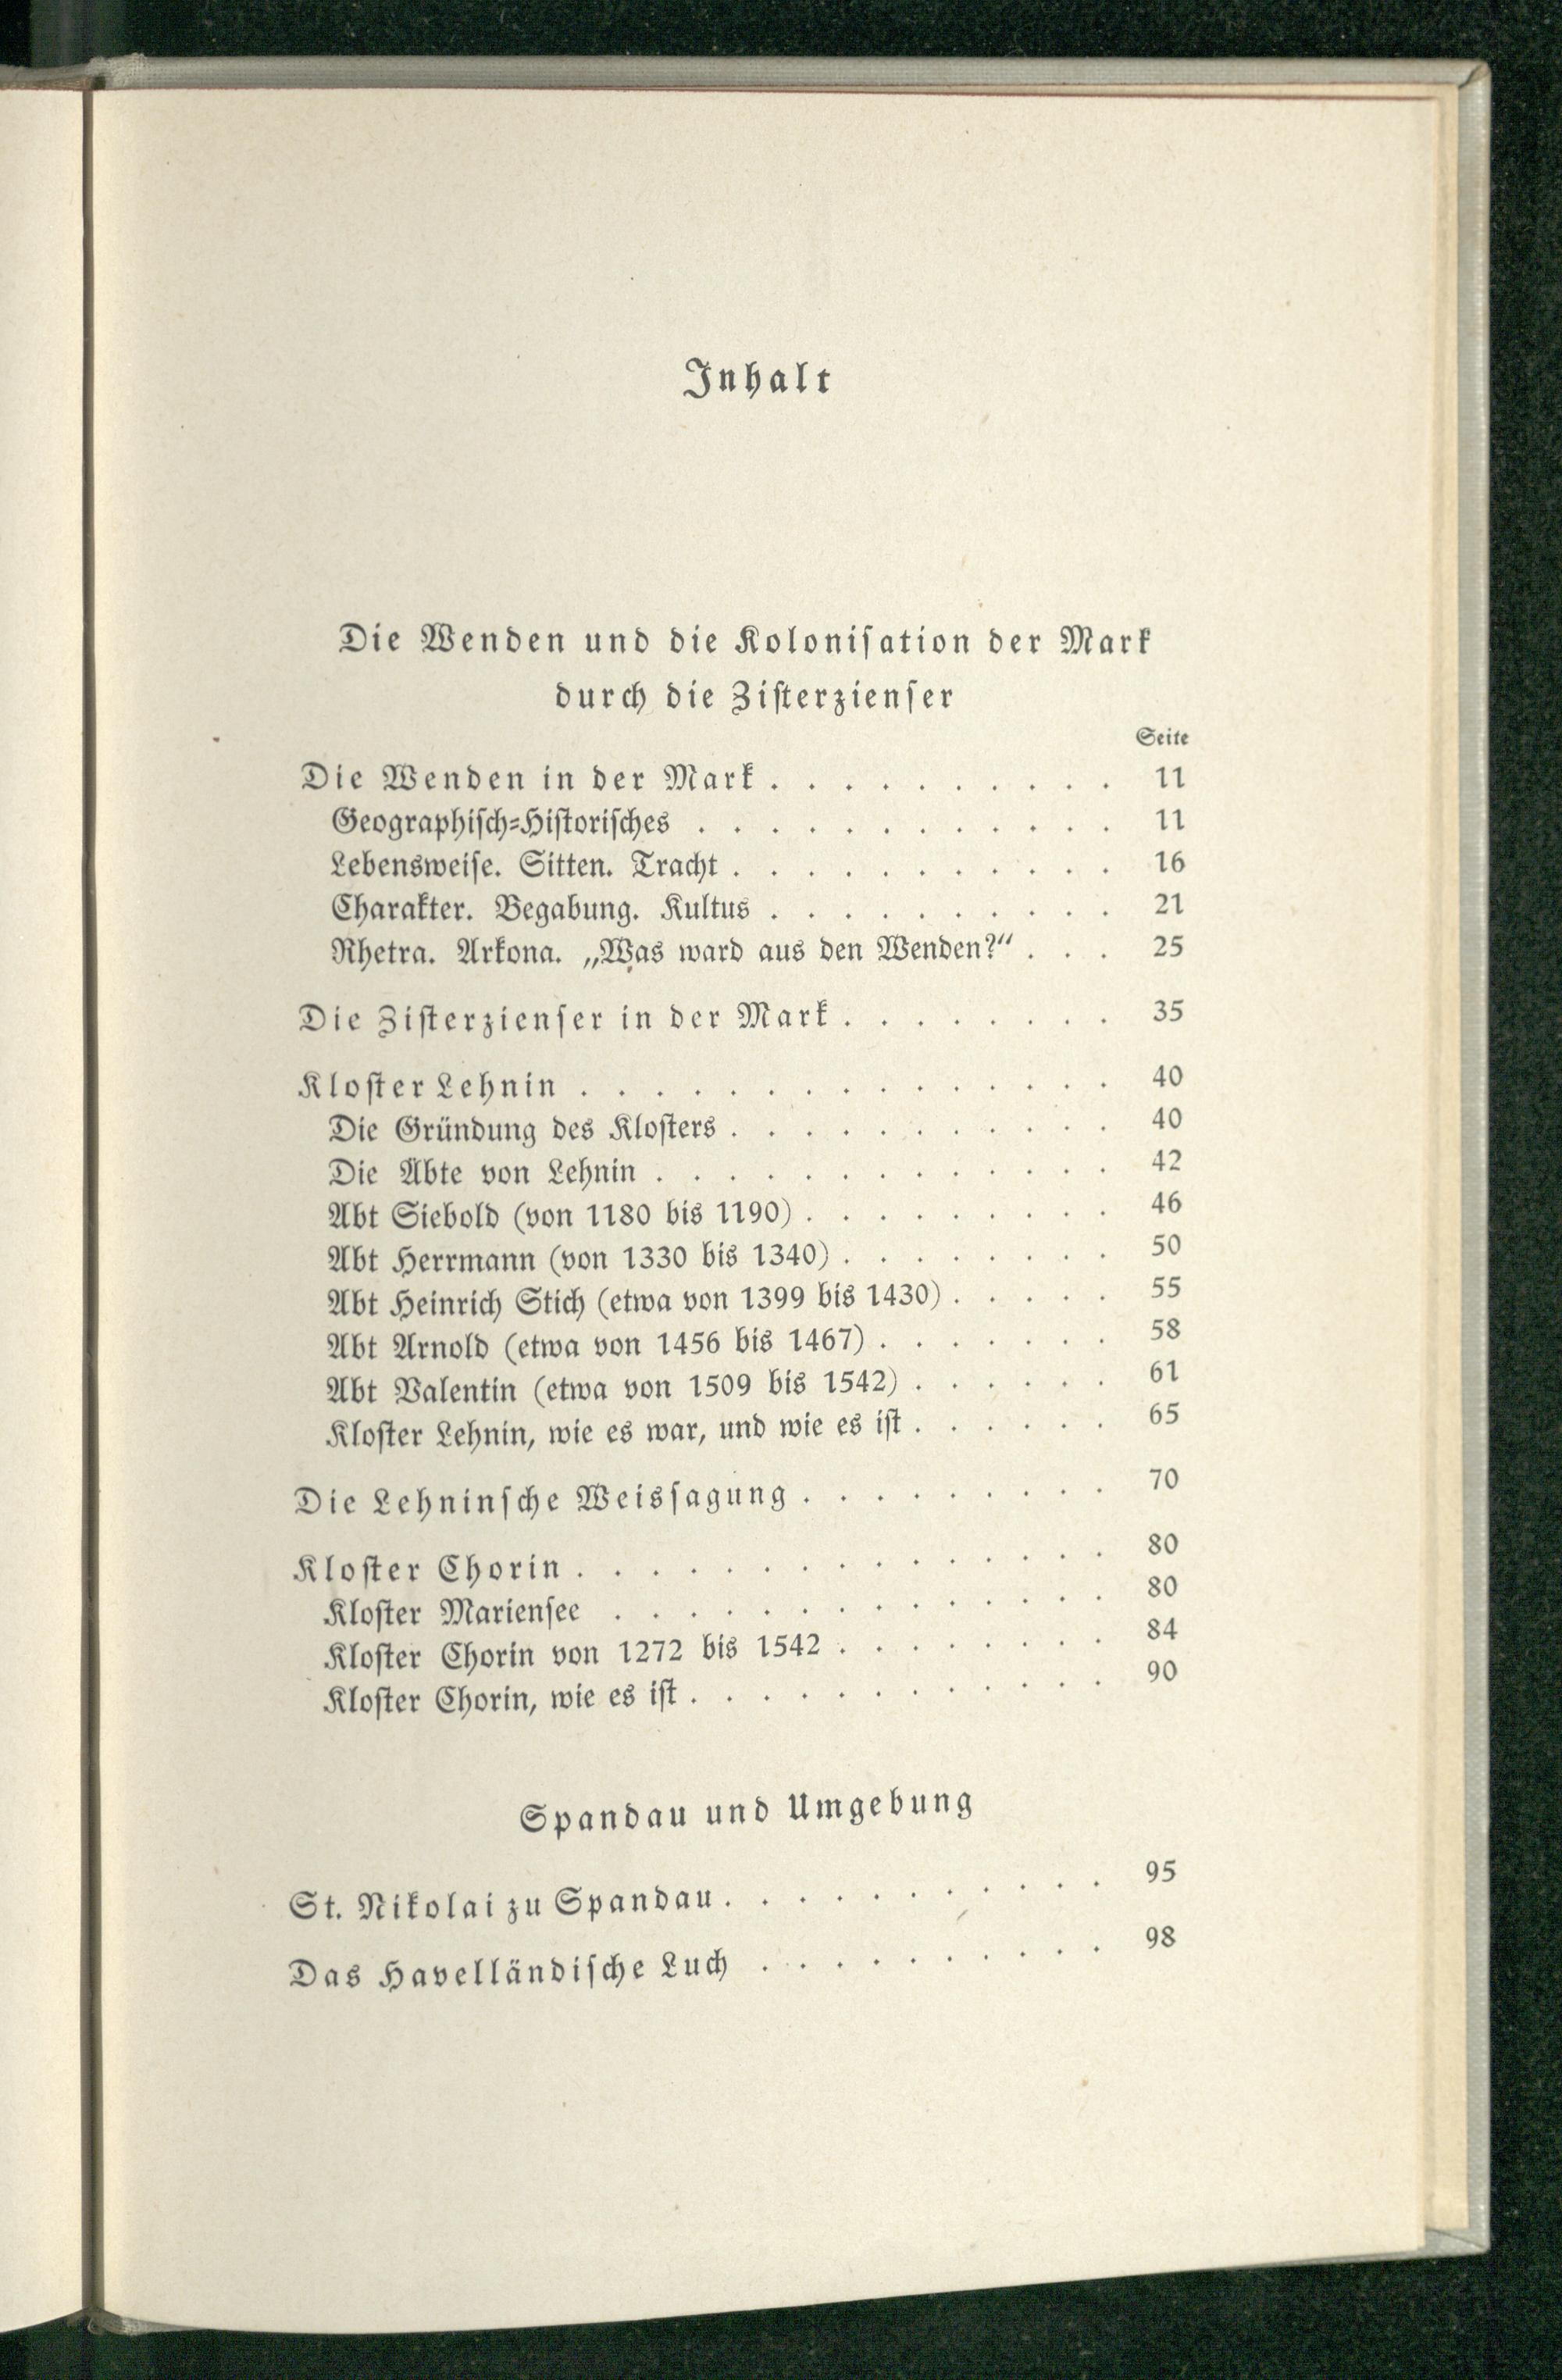 Inhalt
Die Wenden und die Koloniſation der Mark
durch die Ziſterzienſer
Seite
Die Wenden in der Mark . . . . . . . . . . 11
Geographiſch-Hiſtoriſches . . . . . . . . . . . . 11
Lebensweiſe. Sitten. Tracht . . . . . . . . . . . 16
Charakter. Begabung. Kultus . . . . . . . . . . 21
Rhetra. Arkona. „Was ward aus den Wenden?“ . . . 25
Die Ziſterzienſer in der Mark . . . . . . . . 35
Kloſter Lehnin . . . . . . . . . . . . . . . 40
Die Gründung des Kloſters . . . . . . . . . . . 40
Die Äbte von Lehnin . . . . . . . . . . . . . 42
Abt Siebold (von 1180 bis 1190) . . . . . . . . . 46
Abt Herrmann (von 1330 bis 1340) . . . . . . . . 50
Abt Heinrich Stich (etwa von 1399 bis 1430) . . . . . 55
Abt Arnold (etwa von 1456 bis 1467) . . . . . . . 58
Abt Valentin (etwa von 1509 bis 1542) . . . . . . 61
Kloſter Lehnin, wie es war, und wie es iſt . . . . . . 65
Die Lehninſche Weisſagung . . . . . . . . . 70
Kloſter Chorin . . . . . . . . . . . . . . . 80
Kloſter Marienſee . . . . . . . . . . . . . . 80
Kloſter Chorin von 1272 bis 1542 . . . . . . . . 84
Kloſter Chorin, wie es iſt . . . . . . . . . . . . 90
Spandau und Umgebung
St. Nikolai zu Spandau . . . . . . . . . . . 95
Das Havelländiſche Luch . . . . . . . . . . 98